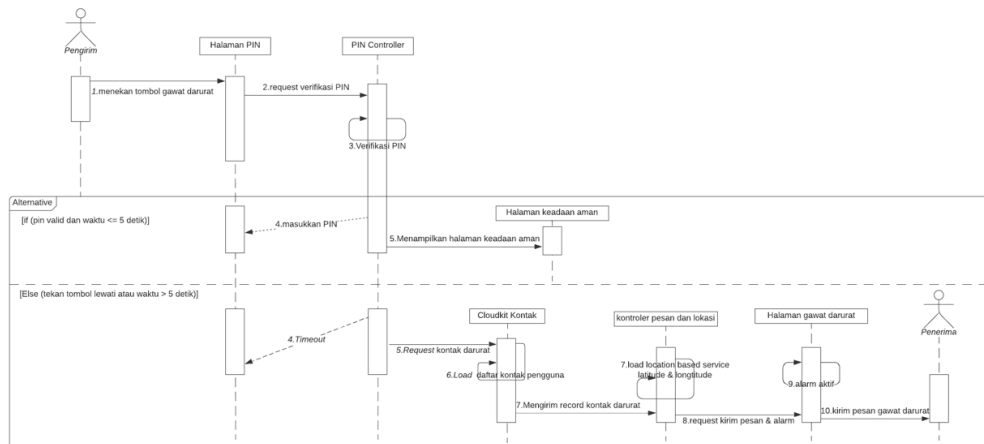 Pengirim
Halaman PIN
PIN Controller
1.menekan tombol gawat darurat
2.request verifikasi PIN
3.Verifikasi PIN
Alternative
[if (pin valid dan waktu <= 5 detik)]
4.masukkan PIN
Halaman keadaan aman
5.Menampilkan halaman keadaan aman
[Else (tekan tombol lewati atau waktu > 5 detik)]
Cloudkit Kontak
kontroler pesan dan lokasi
Halaman gawat darurat
Penerima
4.Timeout
5.Request kontak darurat
6.Load daftar kontak pengguna
7.load location based service
latitude & longtitude
9.alarm aktif
7.Mengirim record kontak darurat
8.request kirim pesan & alarm
10.kirim pesan gawat darurat